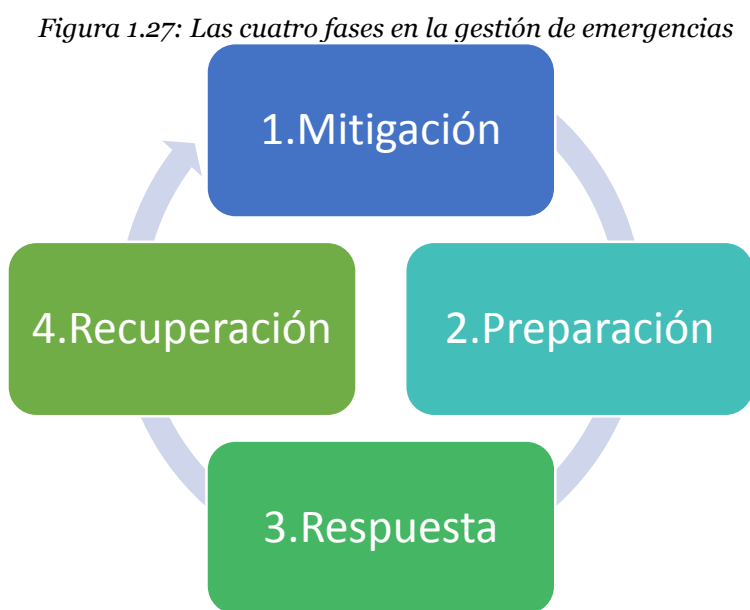 Figura 1.27: Las cuatro fases en la gestión de emergencias
1.Mitigación
2.Preparación
3.Respuesta
4.Recuperación